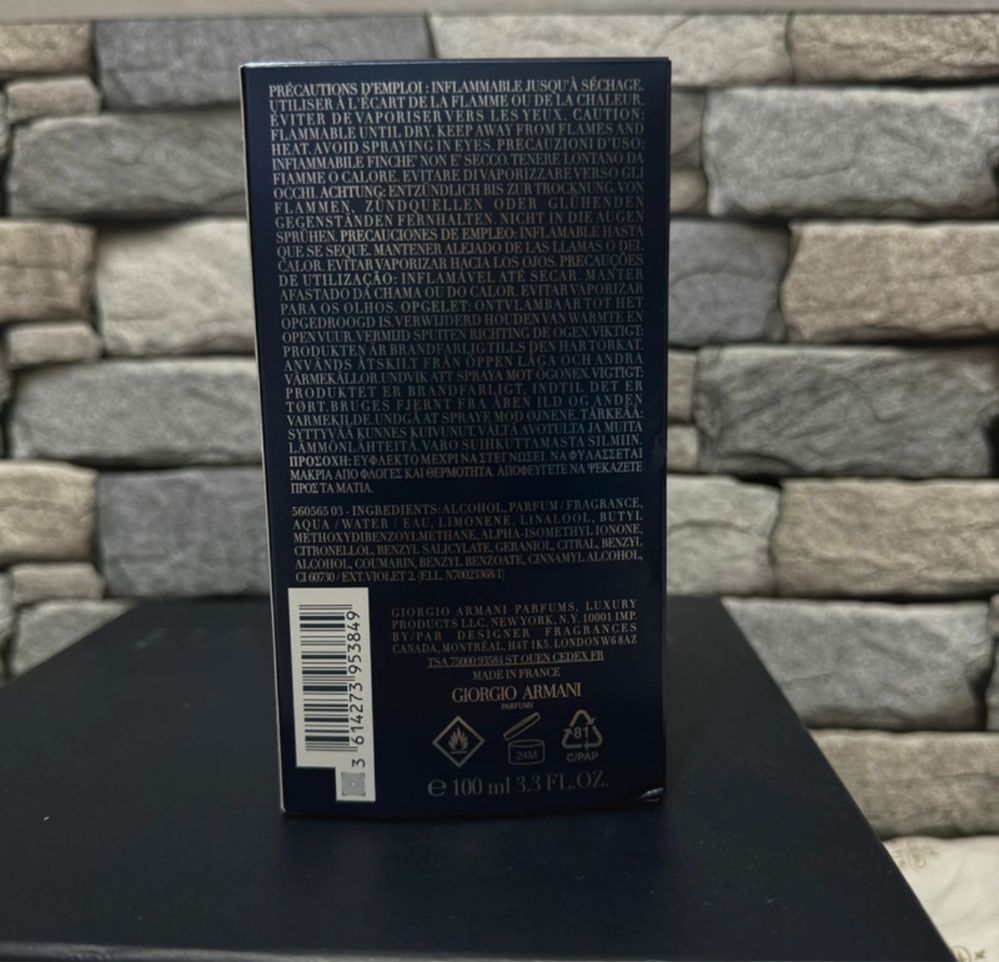 PRÉCAUTIONS D'EMPLOI : INFLAMMABLE JUSQU'À SÉCHAGE.
UTILISER À L'ÉCART DE LA FLAMME OU DE LA CHALEUR.
ÉVITER DE VAPORISER VERS LES YEUX. CAUTION:
FLAMMABLE UNTIL DRY. KEEP AWAY FROM FLAMES AND
HEAT. AVOID SPRAYING IN EYES. PRECAUZIONI D'USO:
INFIAMMABILE FINCHE' NON E' SECCO. TENERE LONTANO DA
FIAMME O CALORE. EVITARE DI VAPORIZZARE VERSO GLI
OCCHI. ACHTUNG: ENTZÜNDLICH BIS ZUR TROCKNUNG. VON
FLAMMEN, ZÜNDQUELLEN ODER GLÜHENDEN
GEGENSTÄNDEN FERNHALTEN. NICHT IN DIE AUGEN
SPRÜHEN. PRECAUCIONES DE EMPLEO: INFLAMABLE HASTA
QUE SE SEQUE. MANTENER ALEJADO DE LAS LLAMAS O DEL
CALOR. EVITAR VAPORIZAR HACIA LOS OJOS. PRECAUÇÕES
DE UTILIZAÇÃO: INFLAMÁVEL ATÉ SECAR. MANTER
AFASTADO DA CHAMA OU DO CALOR. EVITAR VAPORIZAR
PARA OS OLHOS. OPGELET: ONTVLAMBAAR TOT HET
OPGEDROOGD IS. VERWIJDERD HOUDEN VAN WARMTE EN
OPEN VUUR. VERMIJD SPUITEN RICHTING DE OGEN. VIKTIGT:
PRODUKTEN ÄR BRANDFARLIG TILLS DEN HAR TORKAT.
ANVÄNDS ÅTSKILT FRÅN ÖPPEN LÅGA OCH ANDRA
VÄRMEKÄLLOR. UNDVIK ATT SPRAYA MOT ÖGONEN. VIGTIGT:
PRODUKTET ER BRANDFARLIGT, INDTIL DET ER
TØRT. BRUGES FJERNT FRA ÅBEN ILD OG ANDEN
VARMEKILDE. UNDGÅ AT SPRAYE MOD ØJNENE. TÄRKEÄÄ:
SYTTYVÄÄ KUNNES KUIVUNUT. VÄLTÄ AVOTULTA JA MUITA
LÄMMÖNLÄHTEITÄ. VARO SUIHKUTTAMASTA SILMIIN.
ΠΡΟΣΟΧΗ: ΕΥΦΛΕΚΤΟ ΜΕΧΡΙ ΝΑ ΣΤΕΓΝΩΣΕΙ. ΝΑ ΦΥΛΑΣΣΕΤΑΙ
ΜΑΚΡΙΑ ΑΠΟ ΦΛΟΓΕΣ ΚΑΙ ΘΕΡΜΟΤΗΤΑ. ΑΠΟΦΕΥΓΕΤΕ ΝΑ ΨΕΚΑΖΕΤΕ
ΠΡΟΣ ΤΑ ΜΑΤΙΑ.
560565 03 - INGREDIENTS: ALCOHOL, PARFUM / FRAGRANCE,
AQUA / WATER / EAU, LIMONENE, LINALOOL, BUTYL
METHOXYDIBENZOYLMETHANE, ALPHA-ISOMETHYL IONONE,
CITRONELLOL, BENZYL SALICYLATE, GERANIOL, CITRAL, BENZYL
ALCOHOL, COUMARIN, BENZYL BENZOATE, CINNAMYL ALCOHOL,
CI 60730 / EXT. VIOLET 2. (F.I.L. N70023368/1)
3 614273 953849
GIORGIO ARMANI PARFUMS, LUXURY
PRODUCTS LLC, NEW YORK, N.Y. 10001 IMP.
BY/PAR DESIGNER FRAGRANCES
CANADA, MONTRÉAL, H4T 1K5. LONDON W6 8AZ
TSA 75000 93584 ST OUEN CEDEX FR
MADE IN FRANCE
GIORGIO ARMANI
PARFUMS
24M
81
C/PAP
e 100 ml 3.3 FL.OZ.